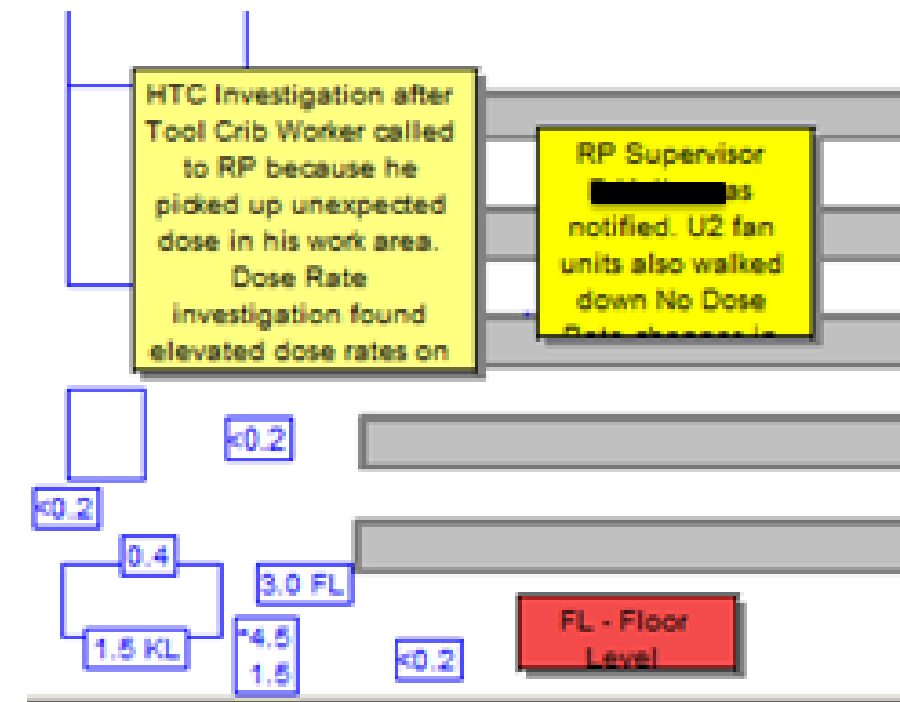 HTC Investigation after
Tool Crib Worker called
to RP because he
picked up unexpected
dose in his work area.
Dose Rate
investigation found
elevated dose rates on
RP Supervisor
as
notified. U2 fan
units also walked
down No Dose
Rate changes in
<0.2
<0.2
0.4
3.0 FL
1.5 KL
*4.5
1.5
<0.2
FL - Floor
Level